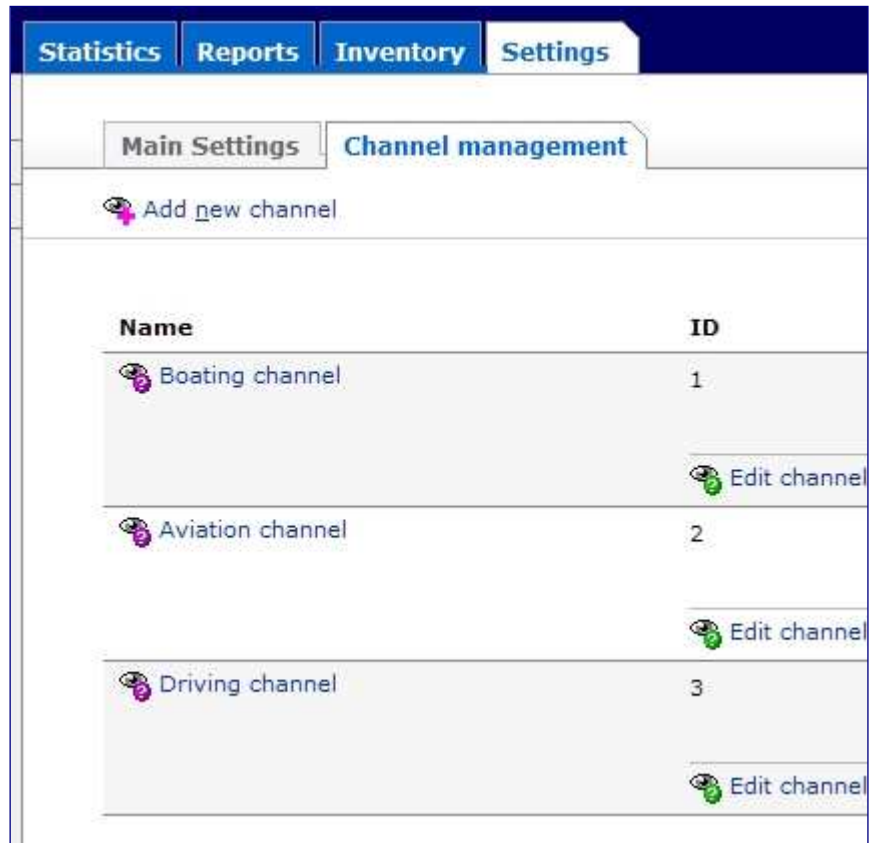 Statistics Reports Inventory Settings
Main Settings Channel management
Add new channel
Name ID
Boating channel 1
Edit channel
Aviation channel 2
Edit channel
Driving channel 3
Edit channel